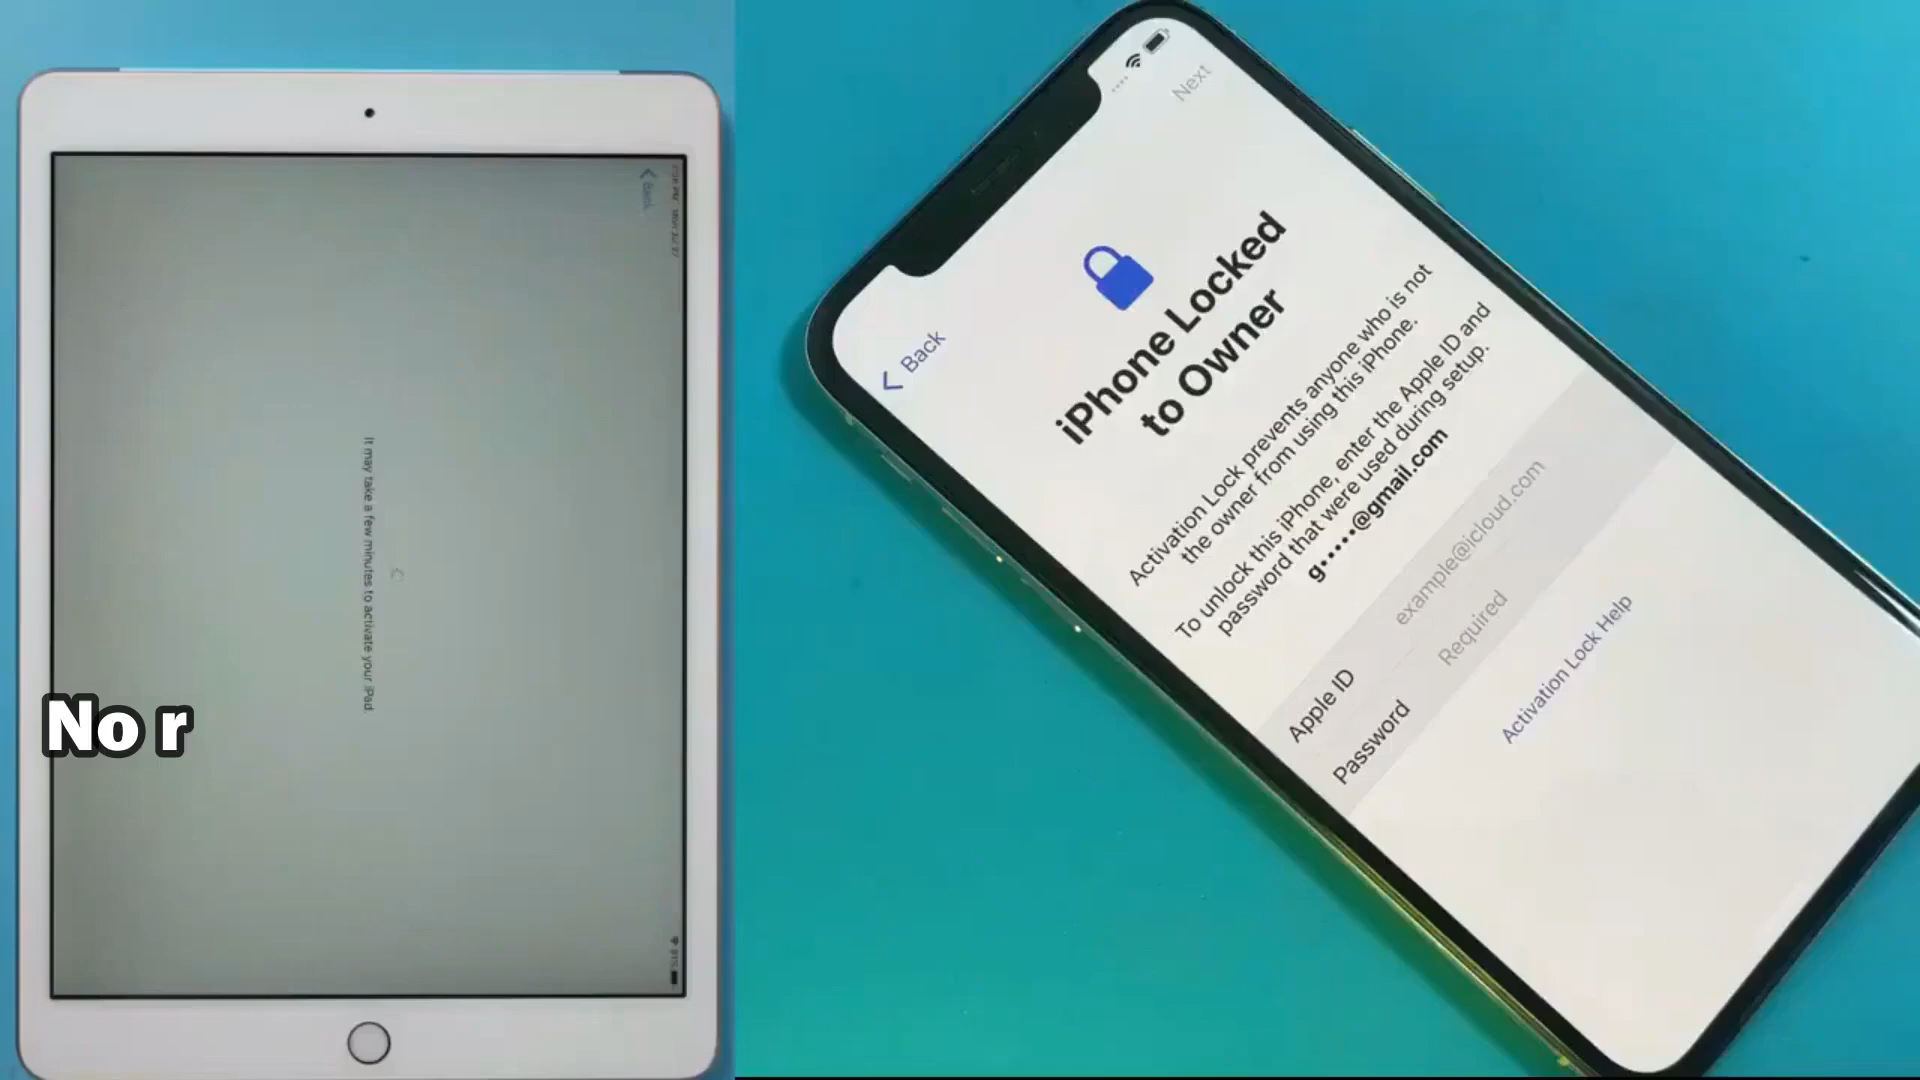 Back
It may take a few minutes to activate your iPad.
No r
Next
Back
iPhone Locked
to Owner
Activation Lock prevents anyone who is not
the owner from using this iPhone.
To unlock this iPhone, enter the Apple ID and
password that were used during setup.
g•••••@gmail.com
Apple ID example@icloud.com
Password Required
Activation Lock Help